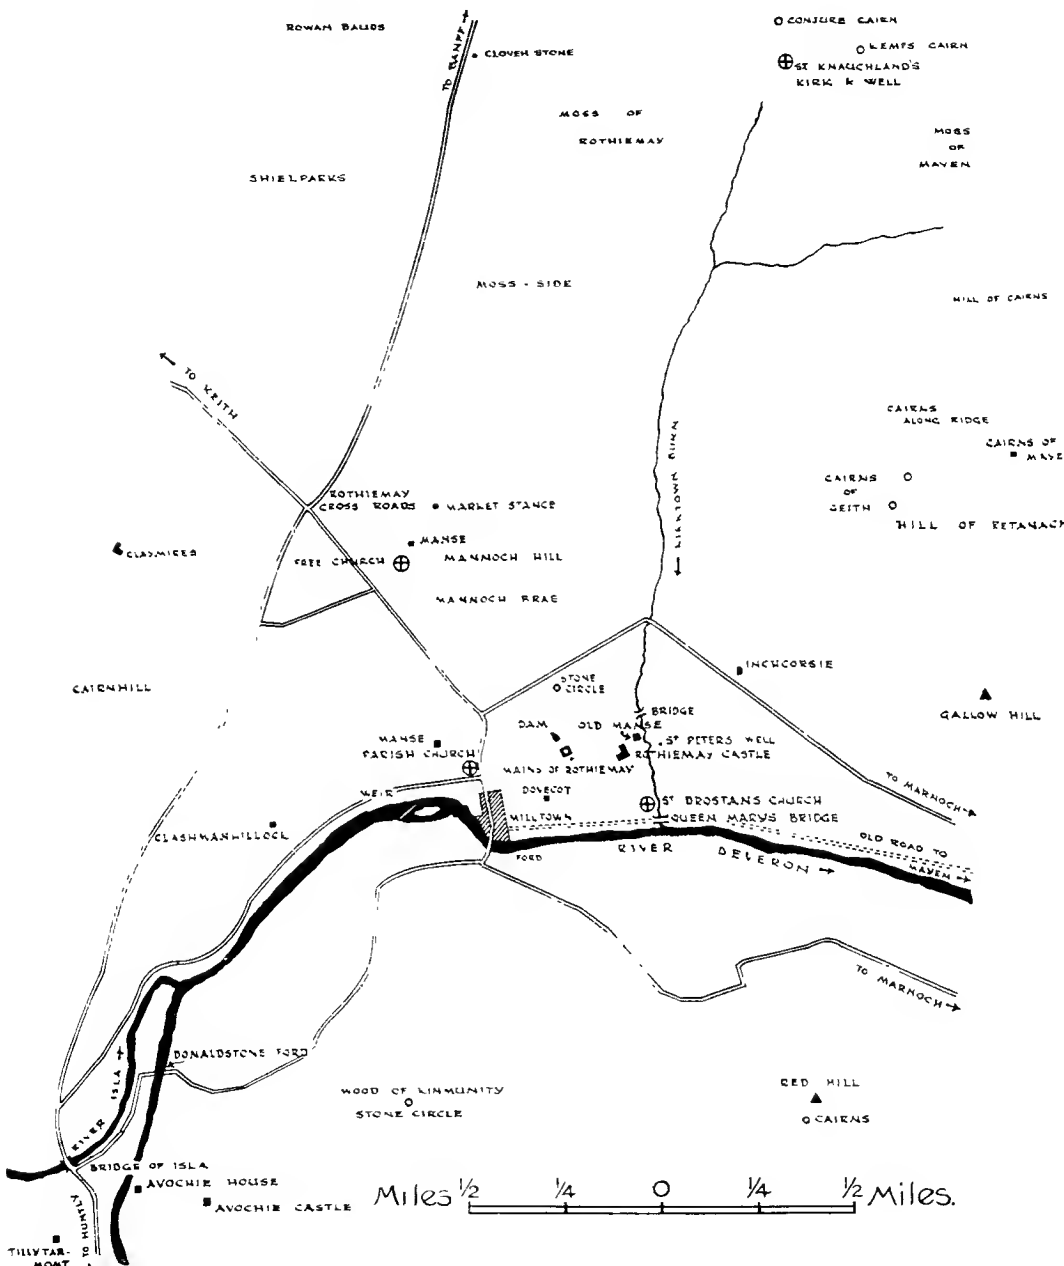 ROWAN BAUDS
TO BANFF
CLOVEN STONE
CONJURE CAIRN
KEMPS CAIRN
ST KNAUCHLAND'S
KIRK & WELL
MOSS OF
ROTHIEMAY
MOSS
OF
MAYEN
SHIELPARKS
MOSS-SIDE
HILL OF CAIRNS
TO KEITH
CAIRNS
ALONG RIDGE
CAIRNS OF
CAIRNS
OF
GEITH
HILL OF RETANACH
KIRKTOWN BURN
ROTHIEMAY
CROSS ROADS
MARKET STANCE
MANSE
CLAYMIRES
FREE CHURCH
MANNOCH HILL
MANNOCH BRAE
CAIRNHILL
STONE
CIRCLE
INCHCORSIE
GALLOW HILL
BRIDGE
DAM
OLD MANSE
ST PETERS WELL
ROTHIEMAY CASTLE
MANSE
PARISH CHURCH
MAINS OF ROTHIEMAY
DOVECOT
TO MARNOCH
WEIR
MILLTOWN
ST DROSTANS CHURCH
QUEEN MARYS BRIDGE
CLASHMANHILLOCK
FORD
RIVER DEVERON
OLD ROAD TO
MAYEN
TO MARNOCH
DONALDSTONE FORD
RIVER ISLA
WOOD OF KINMUNITY
STONE CIRCLE
RED HILL
CAIRNS
BRIDGE OF ISLA
AVOCHIE HOUSE
AVOCHIE CASTLE
TO HUNTLY
TILLYTAR-
MONT
Miles 1/2 1/4 0 1/4 1/2 Miles.